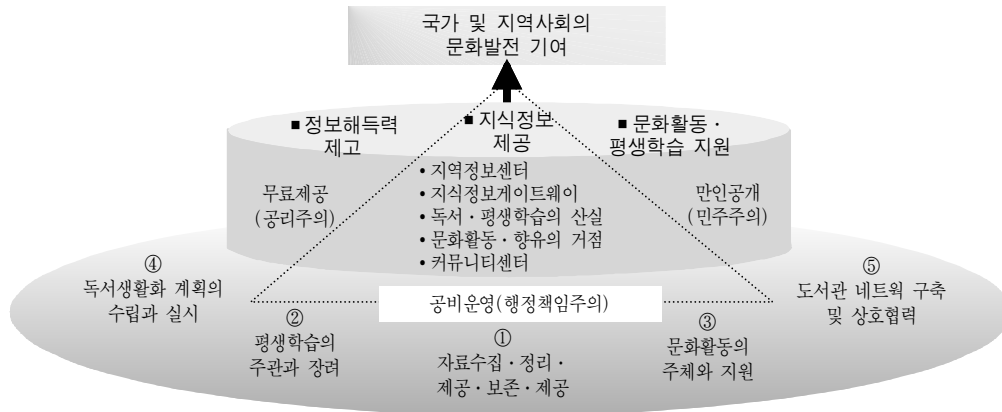 국가 및 지역사회의
문화발전 기여
■ 정보해득력
제고
■ 지식정보
제공
■ 문화활동 ·
평생학습 지원
무료제공
(공리주의)
• 지역정보센터
• 지식정보게이트웨이
• 독서 · 평생학습의 산실
• 문화활동 · 향유의 거점
• 커뮤니티센터
만인공개
(민주주의)
④
독서생활화 계획의
수립과 실시
공비운영(행정책임주의)
⑤
도서관 네트웍 구축
및 상호협력
②
평생학습의
주관과 장려
①
자료수집 · 정리 ·
제공 · 보존 · 제공
③
문화활동의
주체와 지원